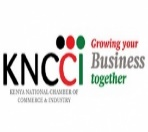 Growing your
Business
together
KNCCI
KENYA NATIONAL CHAMBER OF
COMMERCE & INDUSTRY